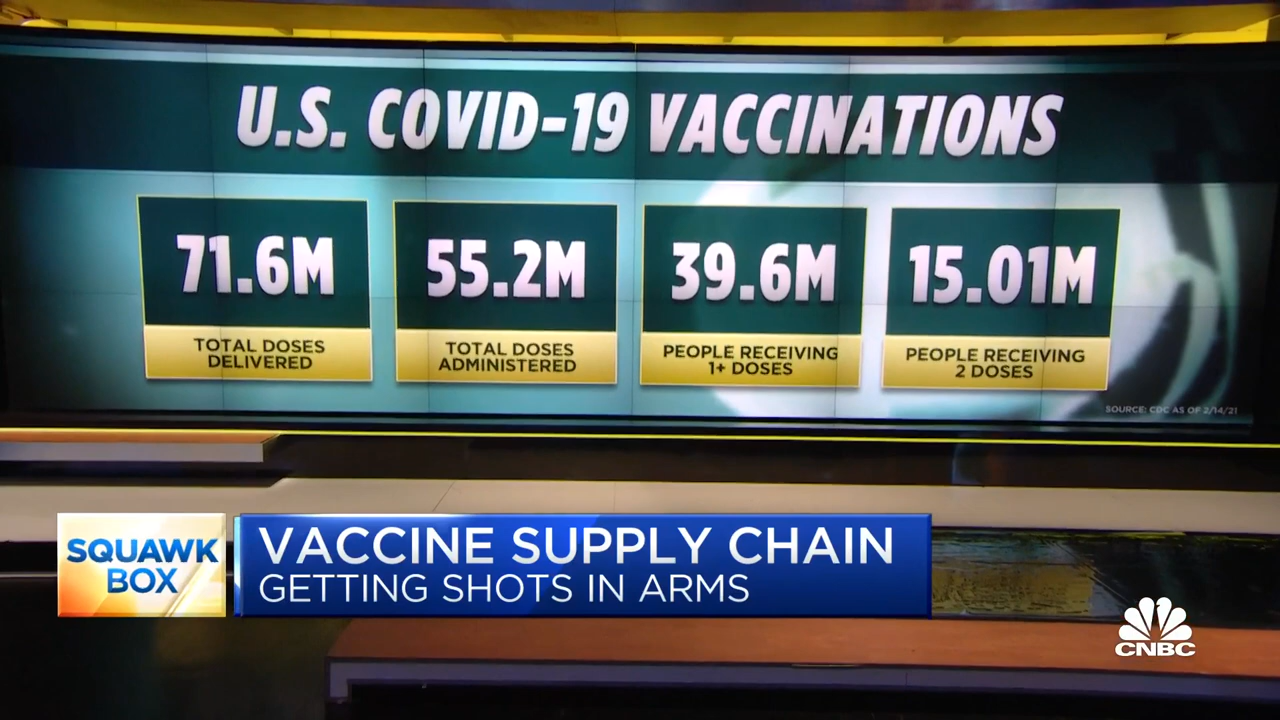 U.S. COVID-19 VACCINATIONS
71.6M
TOTAL DOSES
DELIVERED
55.2M
TOTAL DOSES
ADMINISTERED
39.6M
PEOPLE RECEIVING
1+ DOSES
15.01M
PEOPLE RECEIVING
2 DOSES
SOURCE: CDC AS OF 2/14/21
SQUAWK
BOX
VACCINE SUPPLY CHAIN
GETTING SHOTS IN ARMS
CNBC